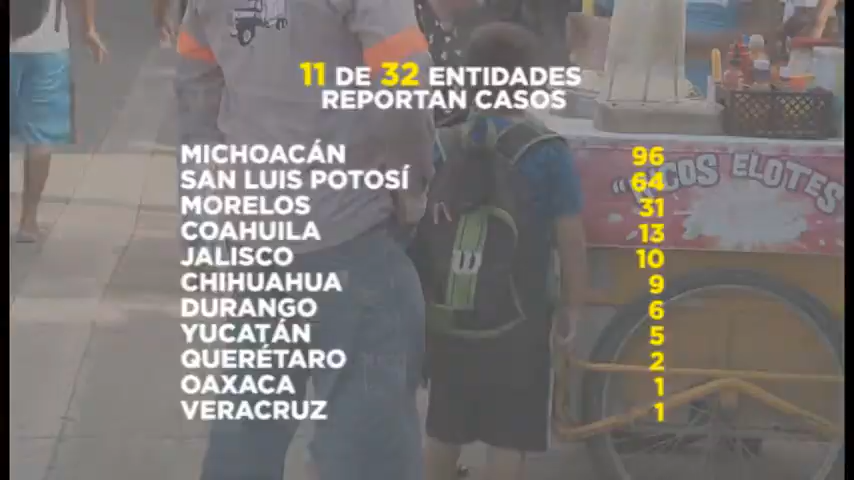 11 DE 32 ENTIDADES
REPORTAN CASOS
MICHOACÁN 96
SAN LUIS POTOSÍ 64
MORELOS 31
COAHUILA 13
JALISCO 10
CHIHUAHUA 9
DURANGO 6
YUCATÁN 5
QUERÉTARO 2
OAXACA 1
VERACRUZ 1
ELOTES
W